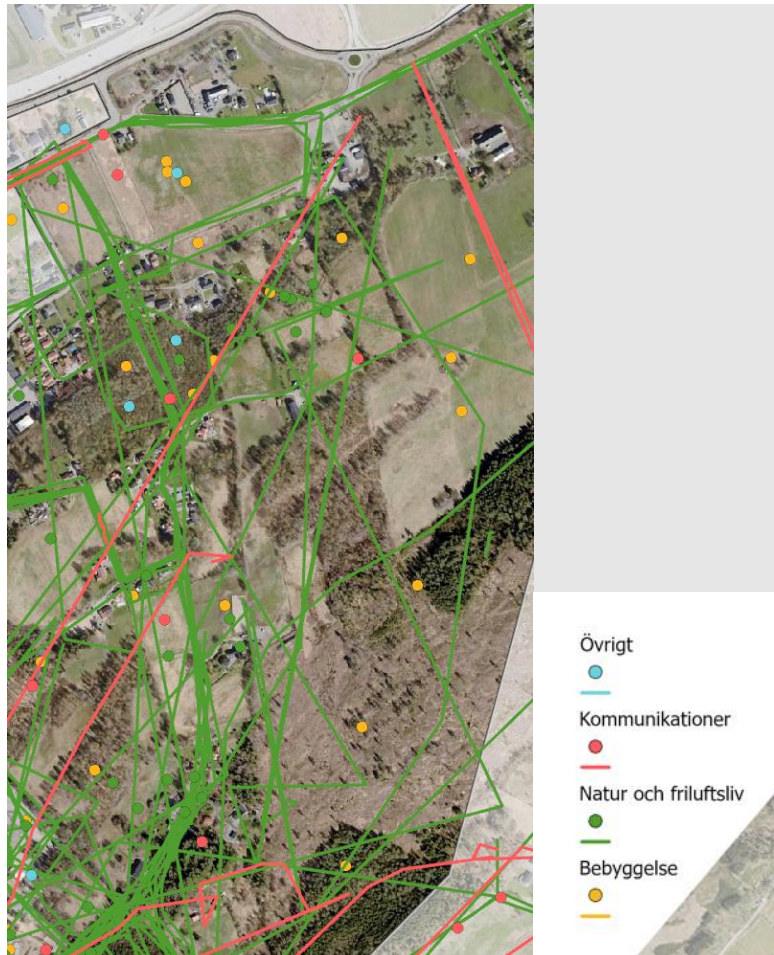 Övrigt
Kommunikationer
Natur och friluftsliv
Bebyggelse